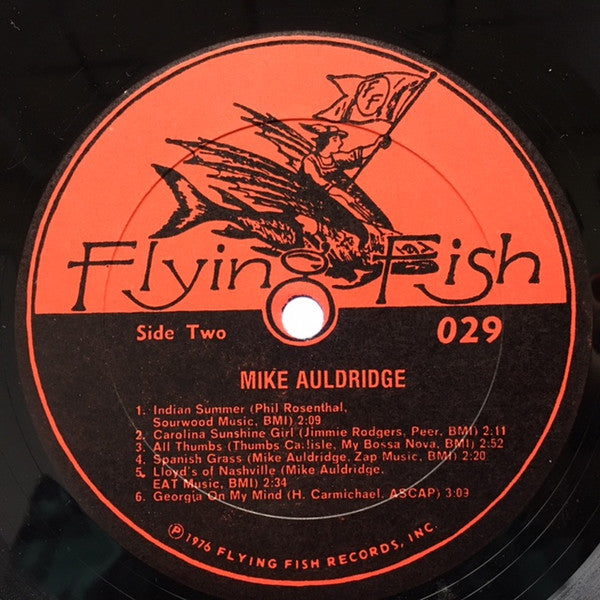 FF
Flying Fish
Side Two 029
MIKE AULDRIDGE
1. Indian Summer (Phil Rosenthal,
Sourwood Music, BMI) 2:09
2. Carolina Sunshine Girl (Jimmie Rodgers, Peer, BMI) 2:11
3. All Thumbs (Thumbs Carlisle, My Bossa Nova, BMI) 2:52
4. Spanish Grass (Mike Auldridge, Zap Music, BMI) 2:20
5. Lloyd's of Nashville (Mike Auldridge,
EAT Music, BMI) 2:34
6. Georgia On My Mind (H. Carmichael, ASCAP) 3:09
℗ 1976 FLYING FISH RECORDS, INC.